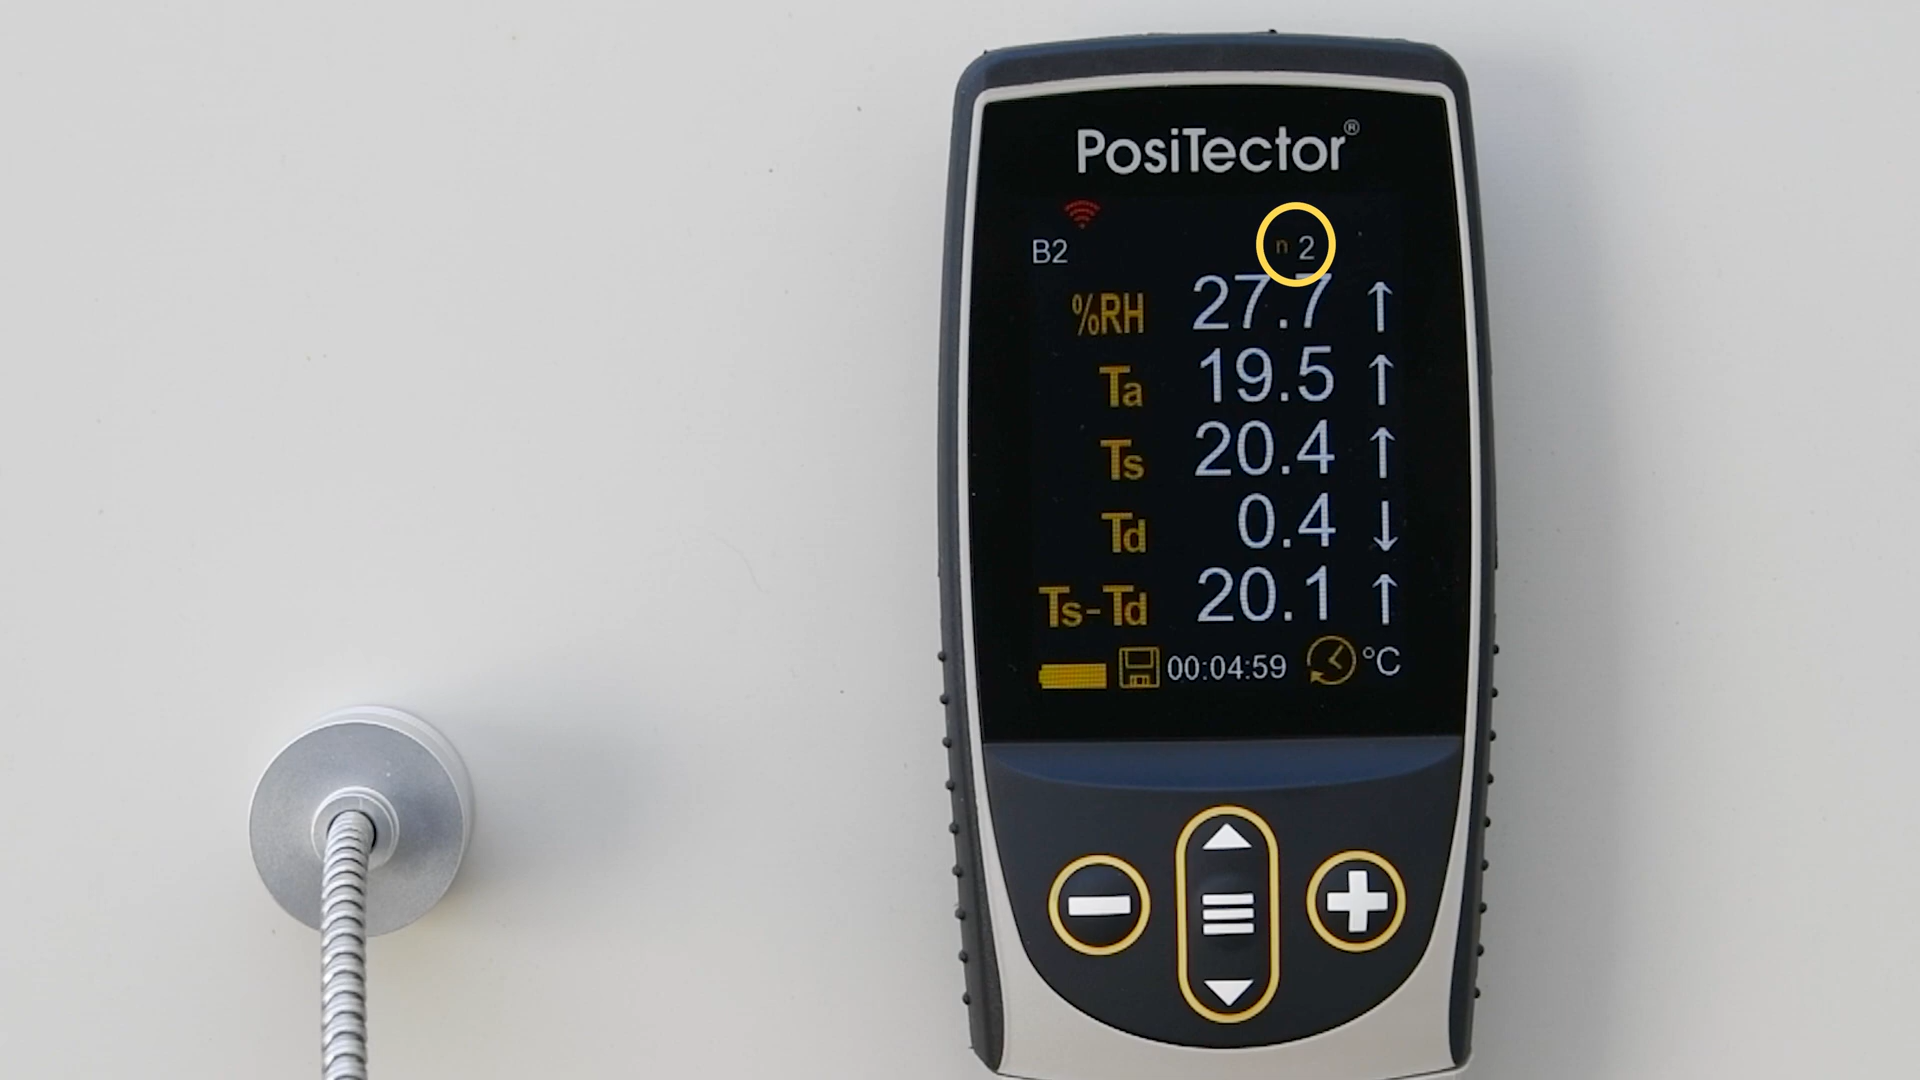 PosiTector®
B2 n 2
%RH 27.7 ↑
Ta 19.5 ↑
Ts 20.4 ↑
Td 0.4 ↓
Ts-Td 20.1 ↑
00:04:59 °C